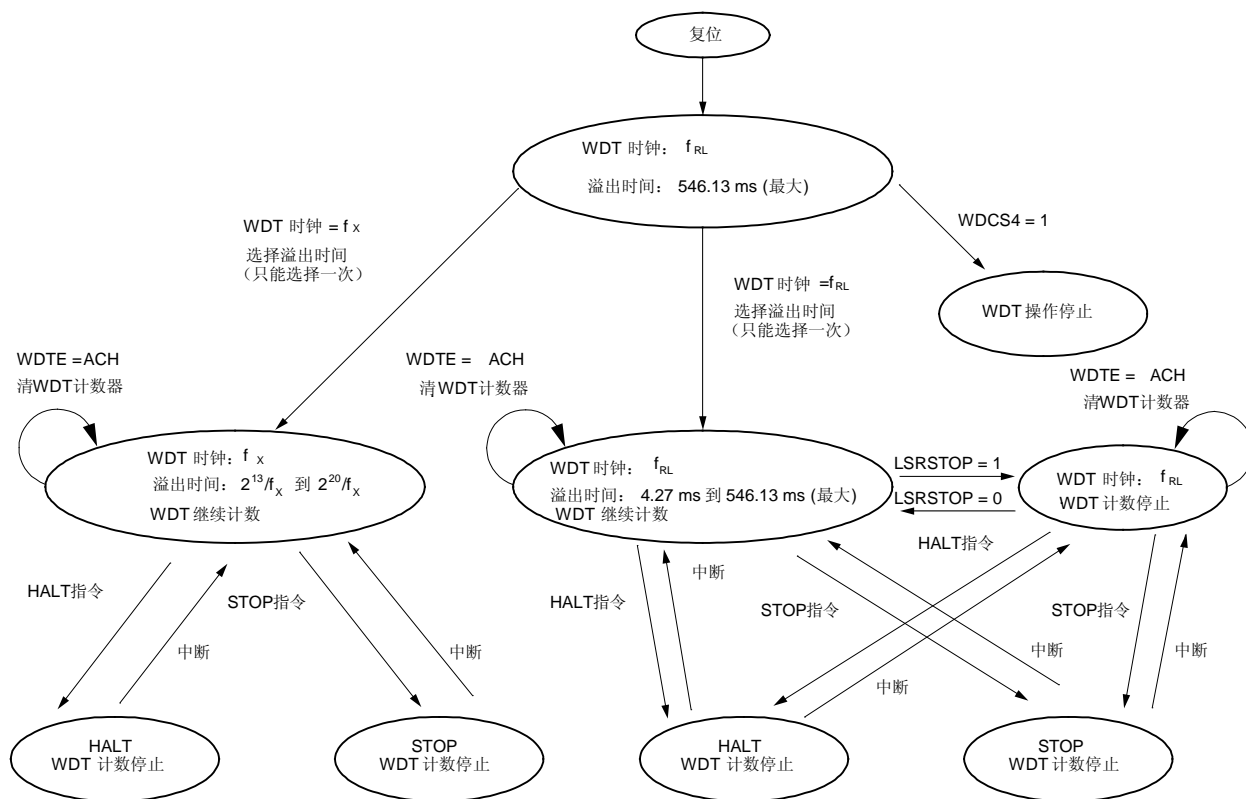 复位
WDT 时钟： fRL
溢出时间： 546.13 ms (最大)
WDT 时钟 = fX
选择溢出时间
（只能选择一次）
WDCS4 = 1
WDT 时钟 =fRL
选择溢出时间
（只能选择一次）
WDT 操作停止
WDTE =ACH
清WDT计数器
WDTE = ACH
清WDT计数器
WDTE = ACH
清WDT计数器
WDT 时钟：f X
溢出时间：2¹³/fX 到 2²⁰/fX
WDT 继续计数
WDT 时钟： fRL
溢出时间： 4.27 ms 到 546.13 ms (最大)
WDT 继续计数
LSRSTOP = 1
LSRSTOP = 0
WDT 时钟：fRL
WDT 计数停止
HALT指令
STOP指令
中断
中断
HALT指令
中断
STOP指令
中断
HALT指令
中断
STOP指令
中断
HALT
WDT 计数停止
STOP
WDT 计数停止
HALT
WDT 计数停止
STOP
WDT 计数停止